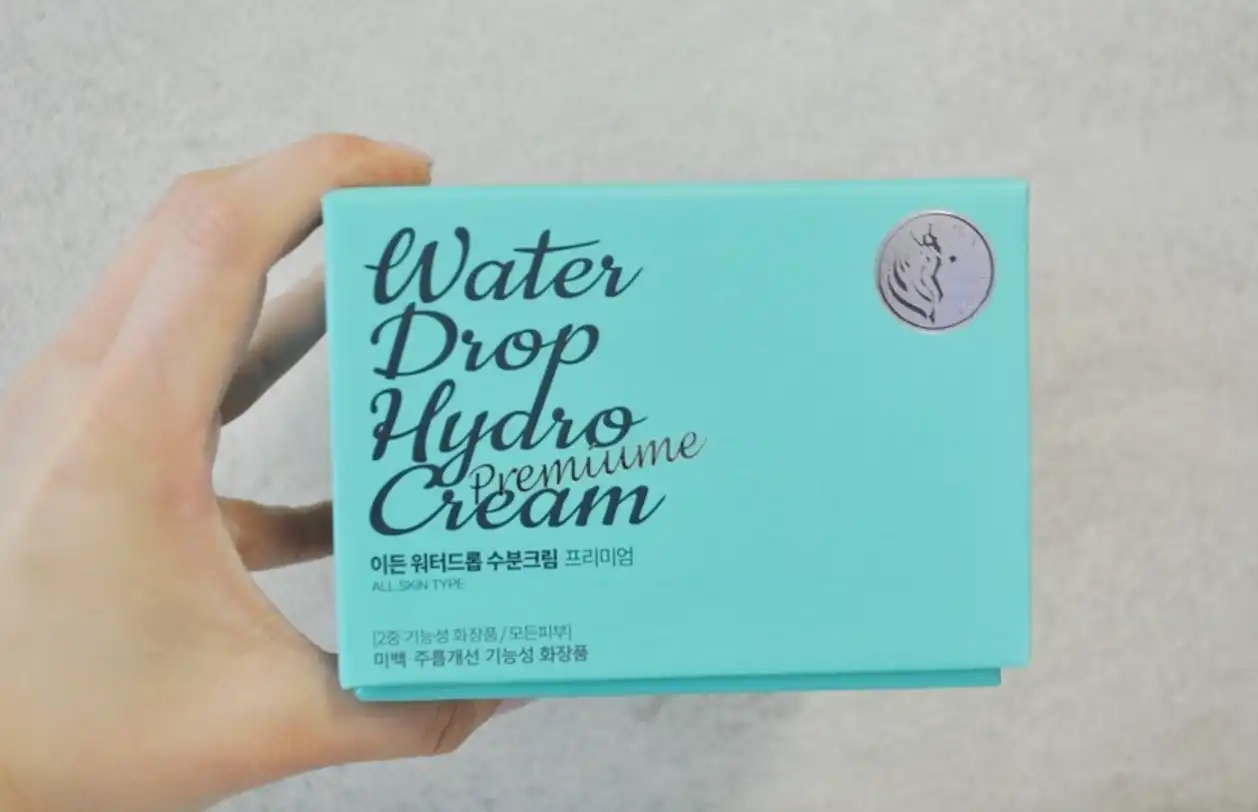 Water
Drop
Hydro
Premiume
Cream
이든 워터드롭 수분크림 프리미엄
ALL SKIN TYPE
[2중 기능성 화장품 / 모든피부]
미백·주름개선 기능성 화장품